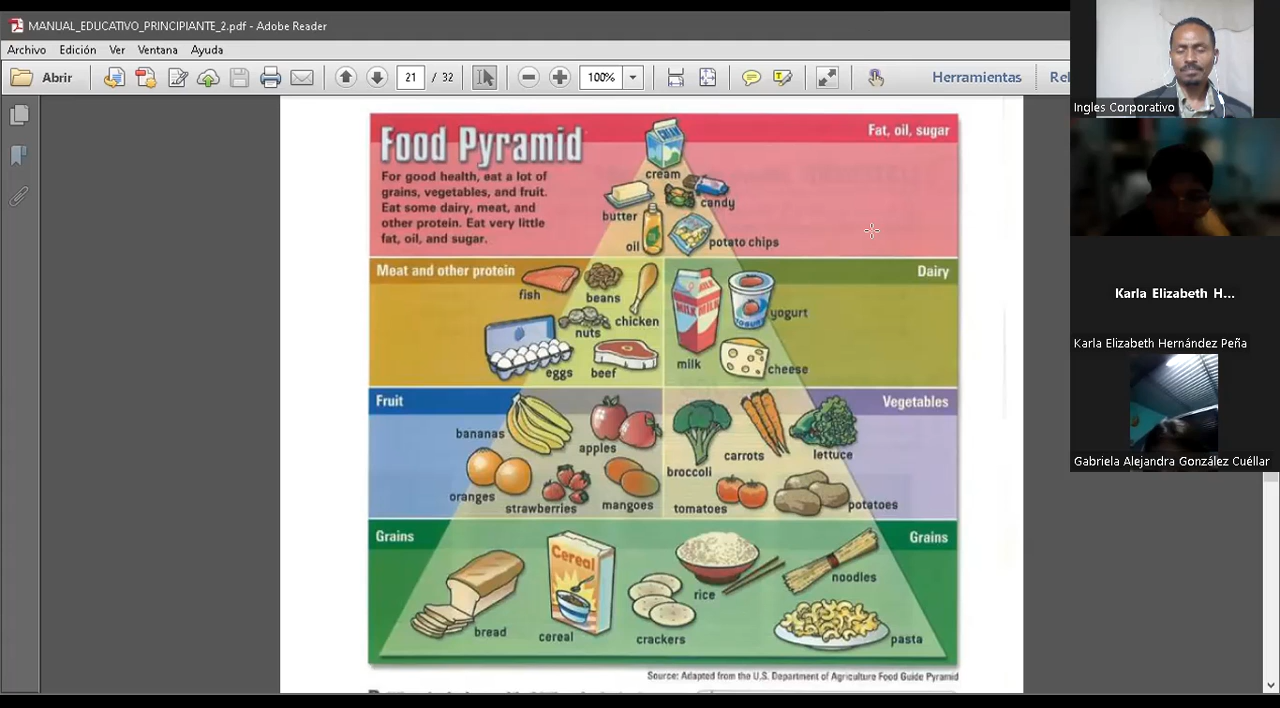 MANUAL_EDUCATIVO_PRINCIPIANTE_2.pdf - Adobe Reader
Archivo Edición Ver Ventana Ayuda
Abrir 21 / 32 100% Herramientas
Ingles Corporativo
Karla Elizabeth H...
Karla Elizabeth Hernández Peña
Gabriela Alejandra González Cuéllar
Food Pyramid
Fat, oil, sugar
For good health, eat a lot of
grains, vegetables, and fruit.
Eat some dairy, meat, and
other protein. Eat very little
fat, oil, and sugar.
CREAM
cream
butter
candy
oil
potato chips
Meat and other protein
Dairy
fish
beans
chicken
nuts
eggs
beef
MILK
MILK
milk
YOGURT
yogurt
cheese
Fruit
Vegetables
bananas
apples
oranges
strawberries
mangoes
broccoli
carrots
lettuce
tomatoes
potatoes
Grains
Grains
bread
Cereal
cereal
crackers
rice
noodles
pasta
Source: Adapted from the U.S. Department of Agriculture Food Guide Pyramid